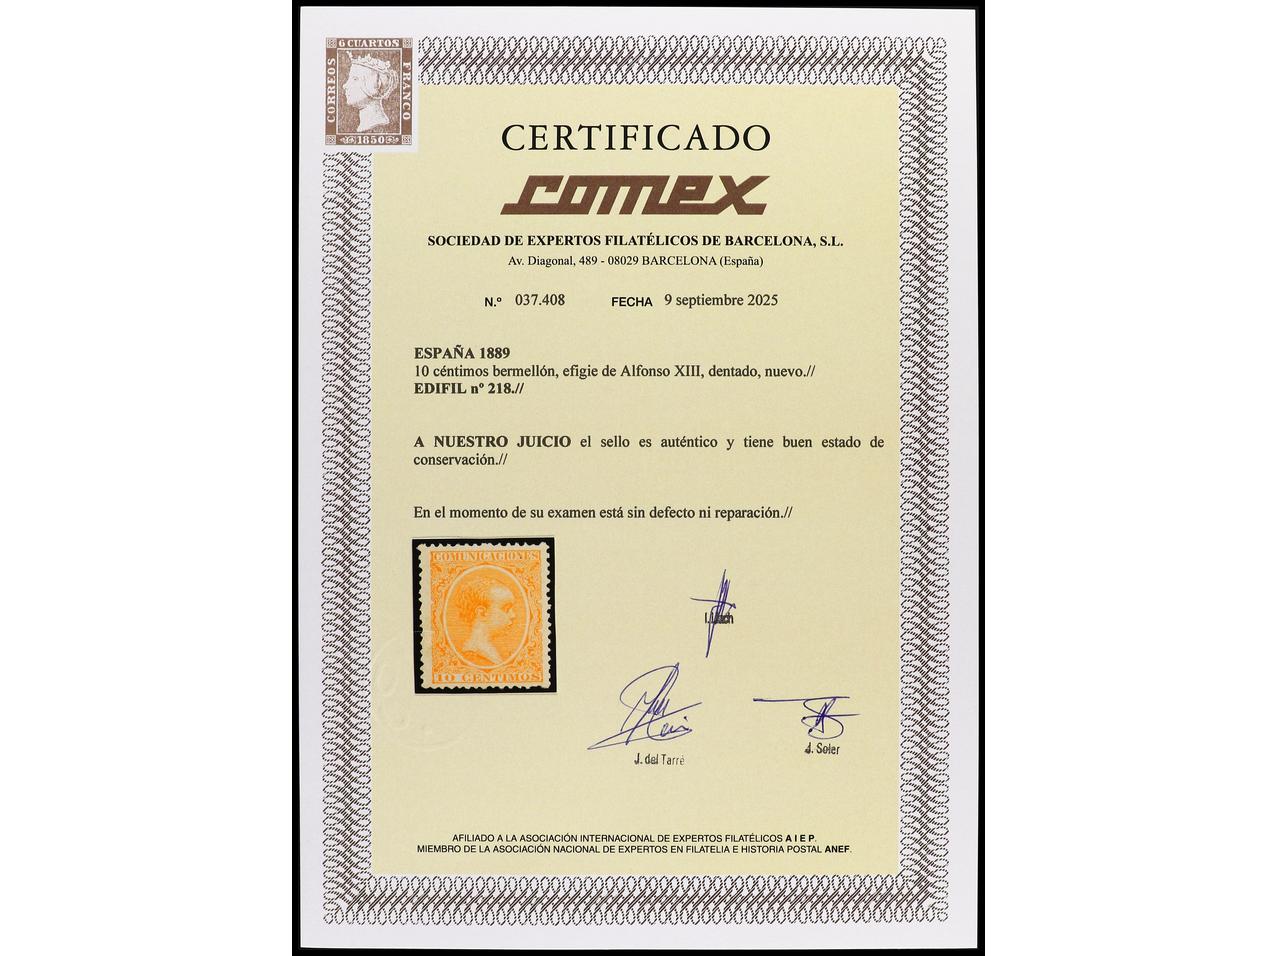 6 CUARTOS
CORREOS
FRANCO
1850
CERTIFICADO
comex
SOCIEDAD DE EXPERTOS FILATÉLICOS DE BARCELONA, S.L.
Av. Diagonal, 489 - 08029 BARCELONA (España)
N.º 037.408 FECHA 9 septiembre 2025
ESPAÑA 1889
10 céntimos bermellón, efigie de Alfonso XIII, dentado, nuevo.//
EDIFIL nº 218.//
A NUESTRO JUICIO el sello es auténtico y tiene buen estado de
conservación.//
En el momento de su examen está sin defecto ni reparación.//
COMUNICACIONES
10 CENTIMOS
I. Llach
J. del Tarré
J. Soler
AFILIADO A LA ASOCIACIÓN INTERNACIONAL DE EXPERTOS FILATÉLICOS A I E P.
MIEMBRO DE LA ASOCIACIÓN NACIONAL DE EXPERTOS EN FILATELIA E HISTORIA POSTAL ANEF.